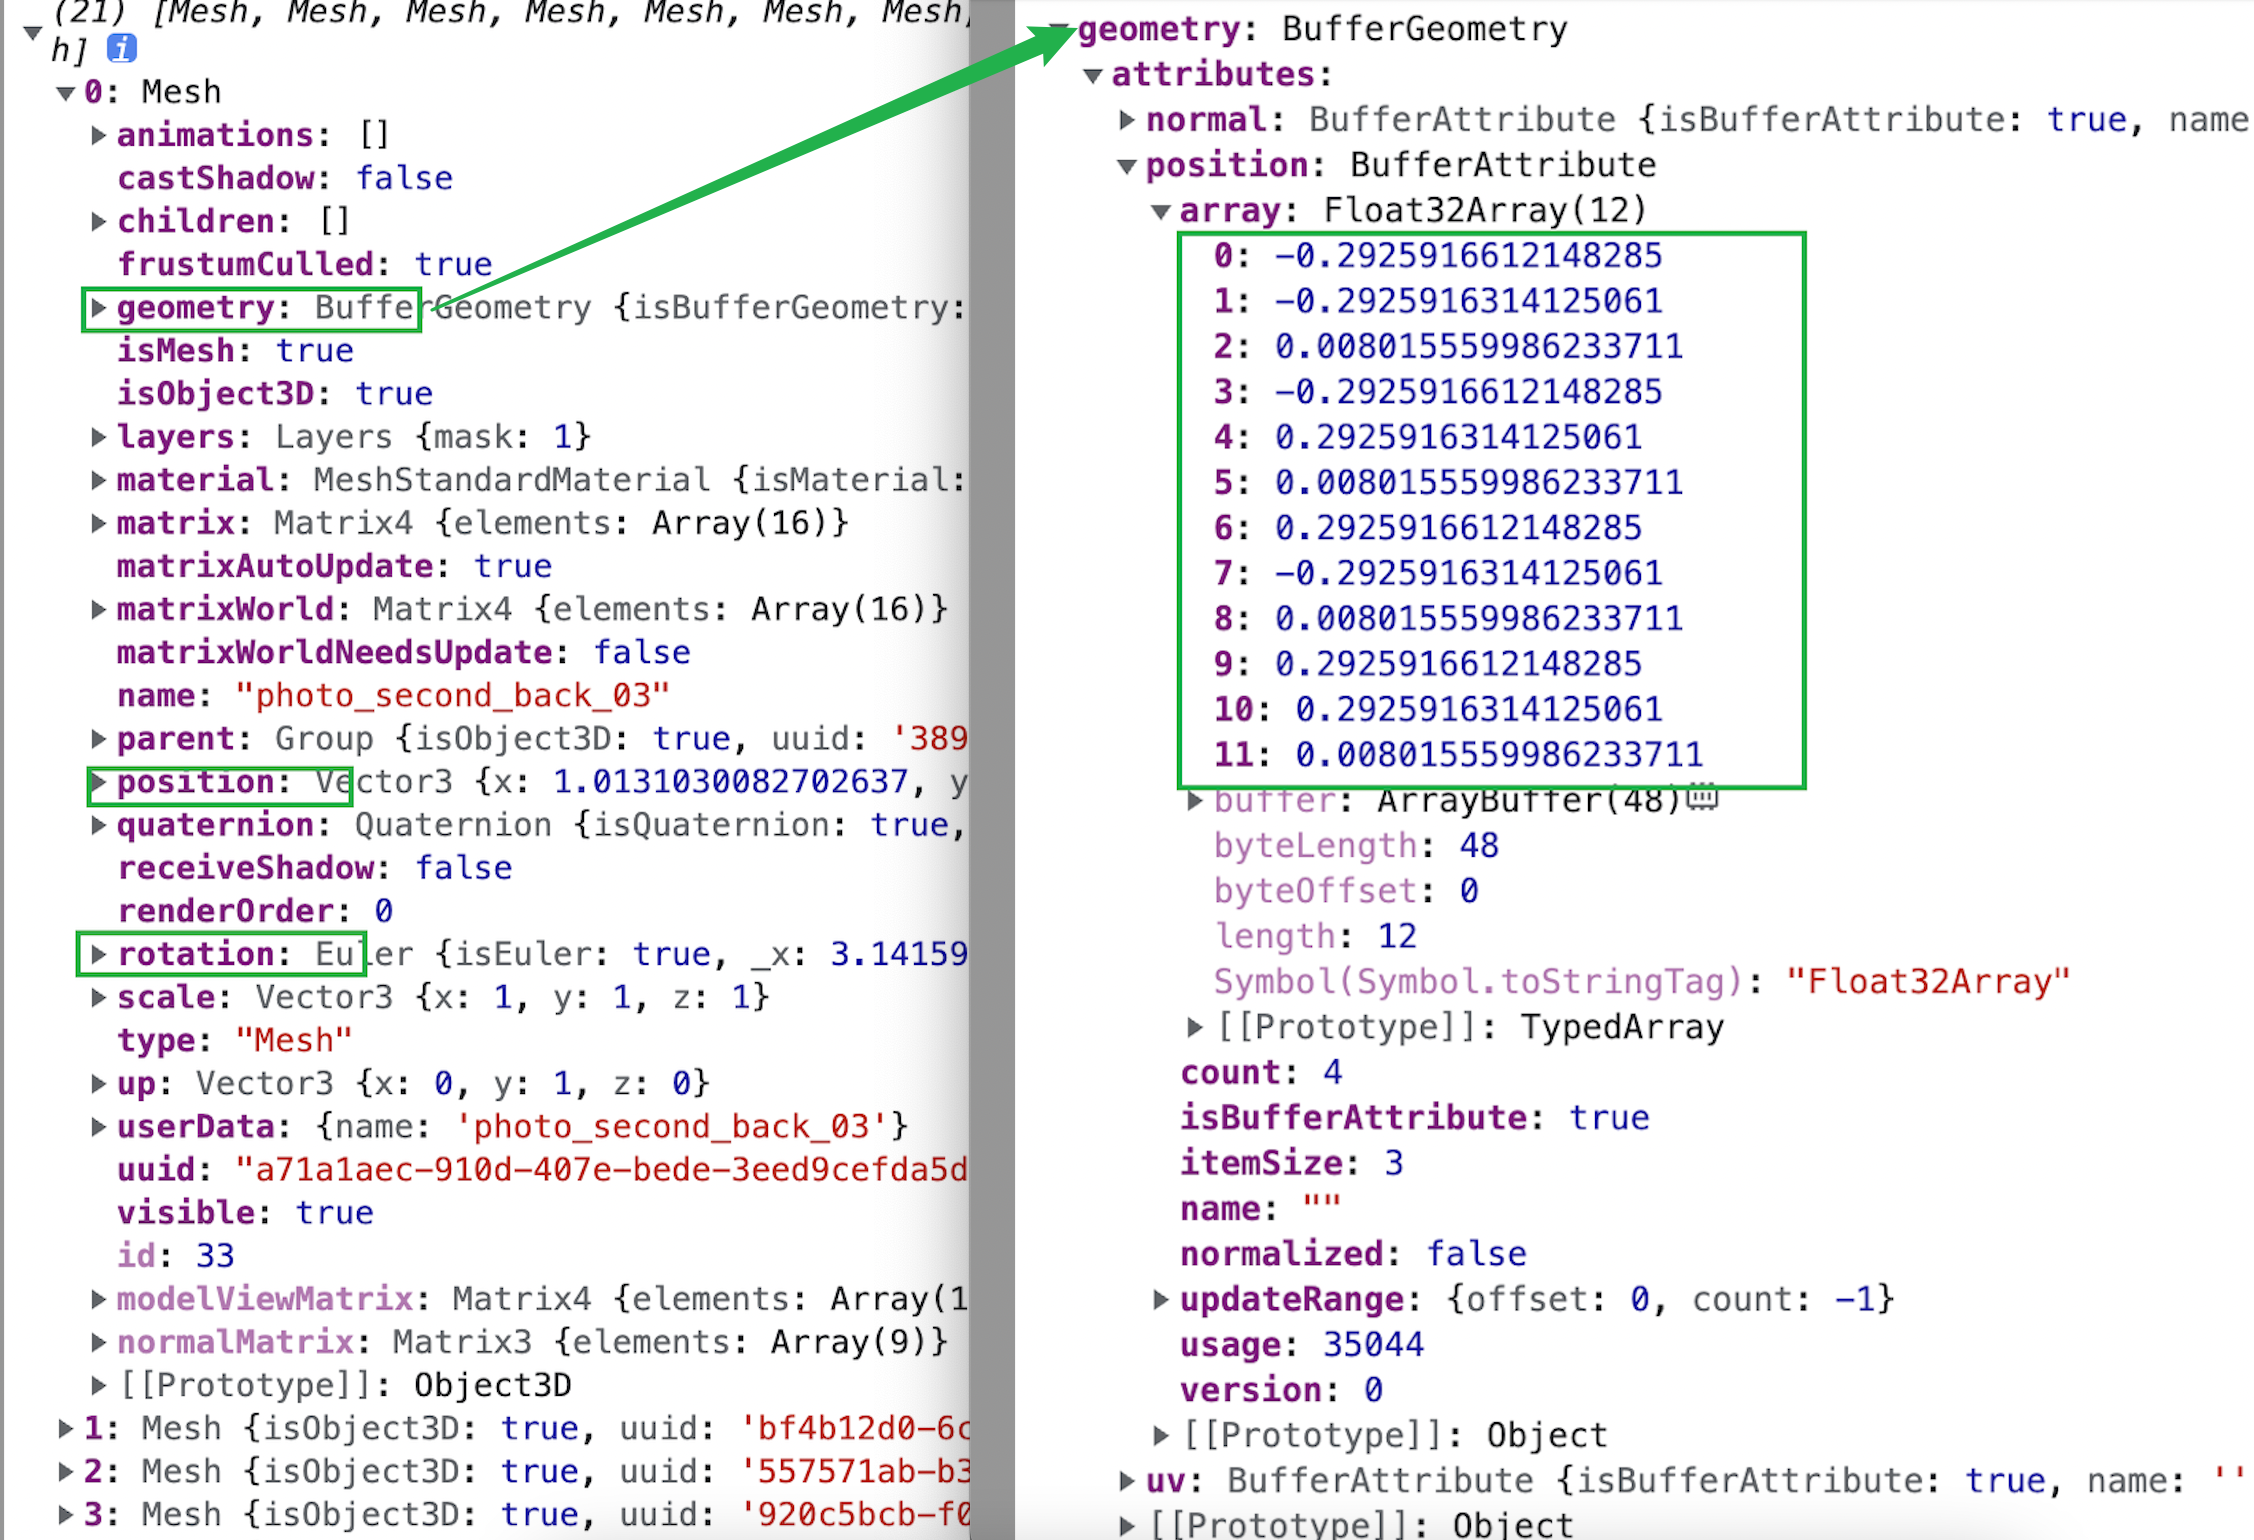 (21) [Mesh, Mesh, Mesh, Mesh, Mesh, Mesh, Mesh,
h] i
0: Mesh
animations: []
castShadow: false
children: []
frustumCulled: true
geometry: BufferGeometry {isBufferGeometry:
isMesh: true
isObject3D: true
layers: Layers {mask: 1}
material: MeshStandardMaterial {isMaterial:
matrix: Matrix4 {elements: Array(16)}
matrixAutoUpdate: true
matrixWorld: Matrix4 {elements: Array(16)}
matrixWorldNeedsUpdate: false
name: "photo_second_back_03"
parent: Group {isObject3D: true, uuid: '389
position: Vector3 {x: 1.0131030082702637, y
quaternion: Quaternion {isQuaternion: true,
receiveShadow: false
renderOrder: 0
rotation: Euler {isEuler: true, _x: 3.14159
scale: Vector3 {x: 1, y: 1, z: 1}
type: "Mesh"
up: Vector3 {x: 0, y: 1, z: 0}
userData: {name: 'photo_second_back_03'}
uuid: "a71a1aec-910d-407e-bede-3eed9cefda5d
visible: true
id: 33
modelViewMatrix: Matrix4 {elements: Array(1
normalMatrix: Matrix3 {elements: Array(9)}
[[Prototype]]: Object3D
1: Mesh {isObject3D: true, uuid: 'bf4b12d0-6c
2: Mesh {isObject3D: true, uuid: '557571ab-b3
3: Mesh {isObject3D: true, uuid: '920c5bcb-f0
geometry: BufferGeometry
attributes:
normal: BufferAttribute {isBufferAttribute: true, name
position: BufferAttribute
array: Float32Array(12)
0: -0.2925916612148285
1: -0.2925916314125061
2: 0.008015559986233711
3: -0.2925916612148285
4: 0.2925916314125061
5: 0.008015559986233711
6: 0.2925916612148285
7: -0.2925916314125061
8: 0.008015559986233711
9: 0.2925916612148285
10: 0.2925916314125061
11: 0.008015559986233711
buffer: ArrayBuffer(48)
byteLength: 48
byteOffset: 0
length: 12
Symbol(Symbol.toStringTag): "Float32Array"
[[Prototype]]: TypedArray
count: 4
isBufferAttribute: true
itemSize: 3
name: ""
normalized: false
updateRange: {offset: 0, count: -1}
usage: 35044
version: 0
[[Prototype]]: Object
uv: BufferAttribute {isBufferAttribute: true, name: ''
[[Prototype]]: Object